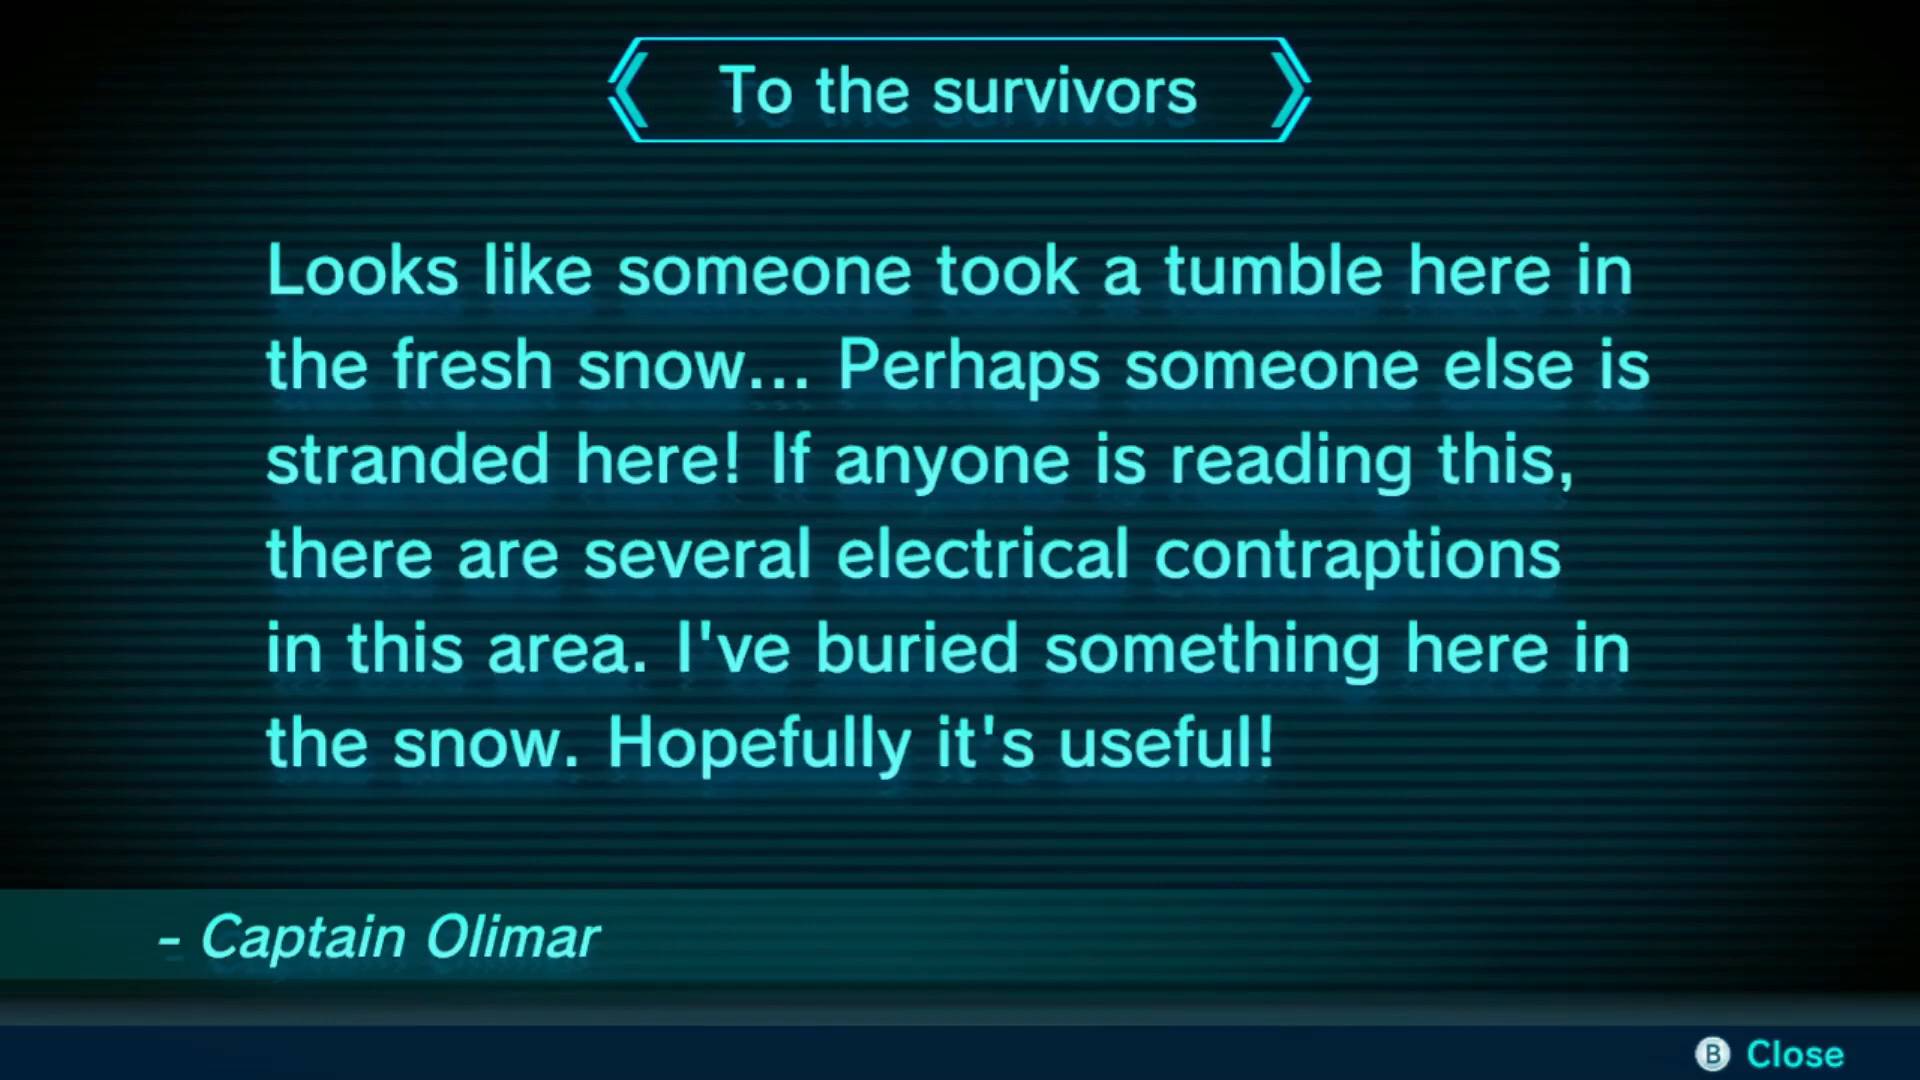 To the survivors
Looks like someone took a tumble here in
the fresh snow... Perhaps someone else is
stranded here! If anyone is reading this,
there are several electrical contraptions
in this area. I've buried something here in
the snow. Hopefully it's useful!
- Captain Olimar
B Close